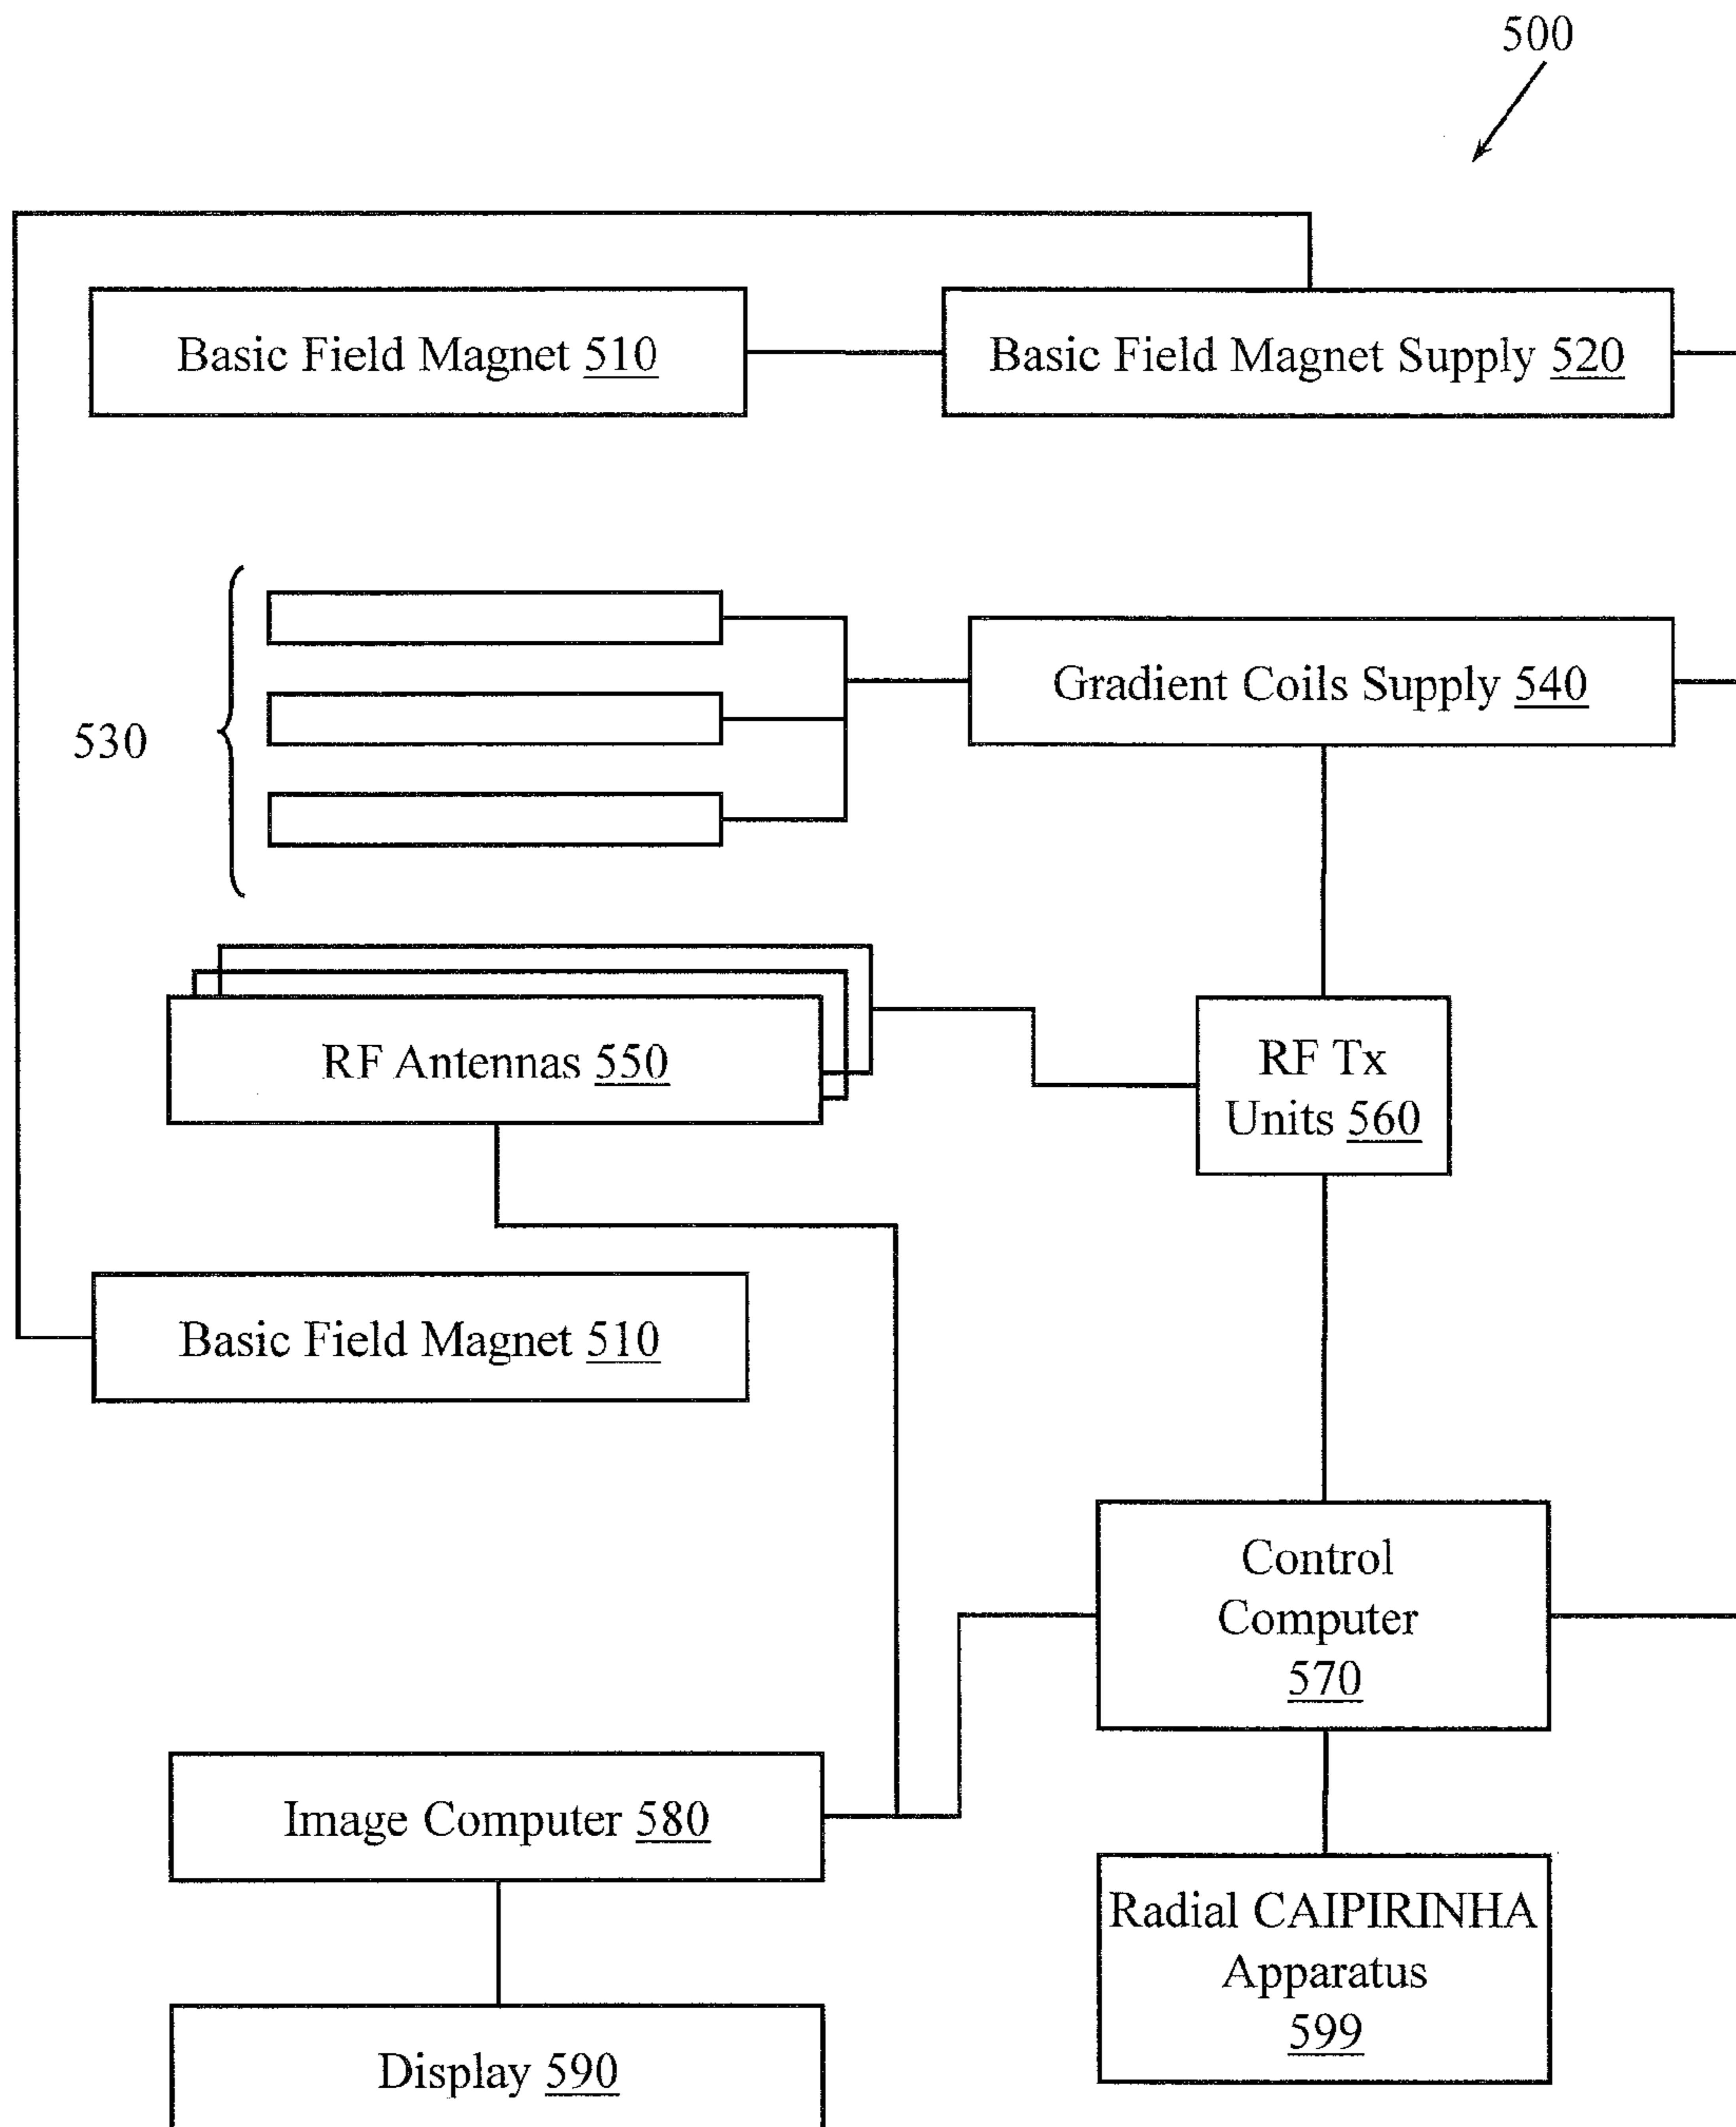 500
Basic Field Magnet 510
Basic Field Magnet Supply 520
530
Gradient Coils Supply 540
RF Antennas 550
RF Tx
Units 560
Basic Field Magnet 510
Control
Computer
570
Image Computer 580
Radial CAIPIRINHA
Apparatus
599
Display 590